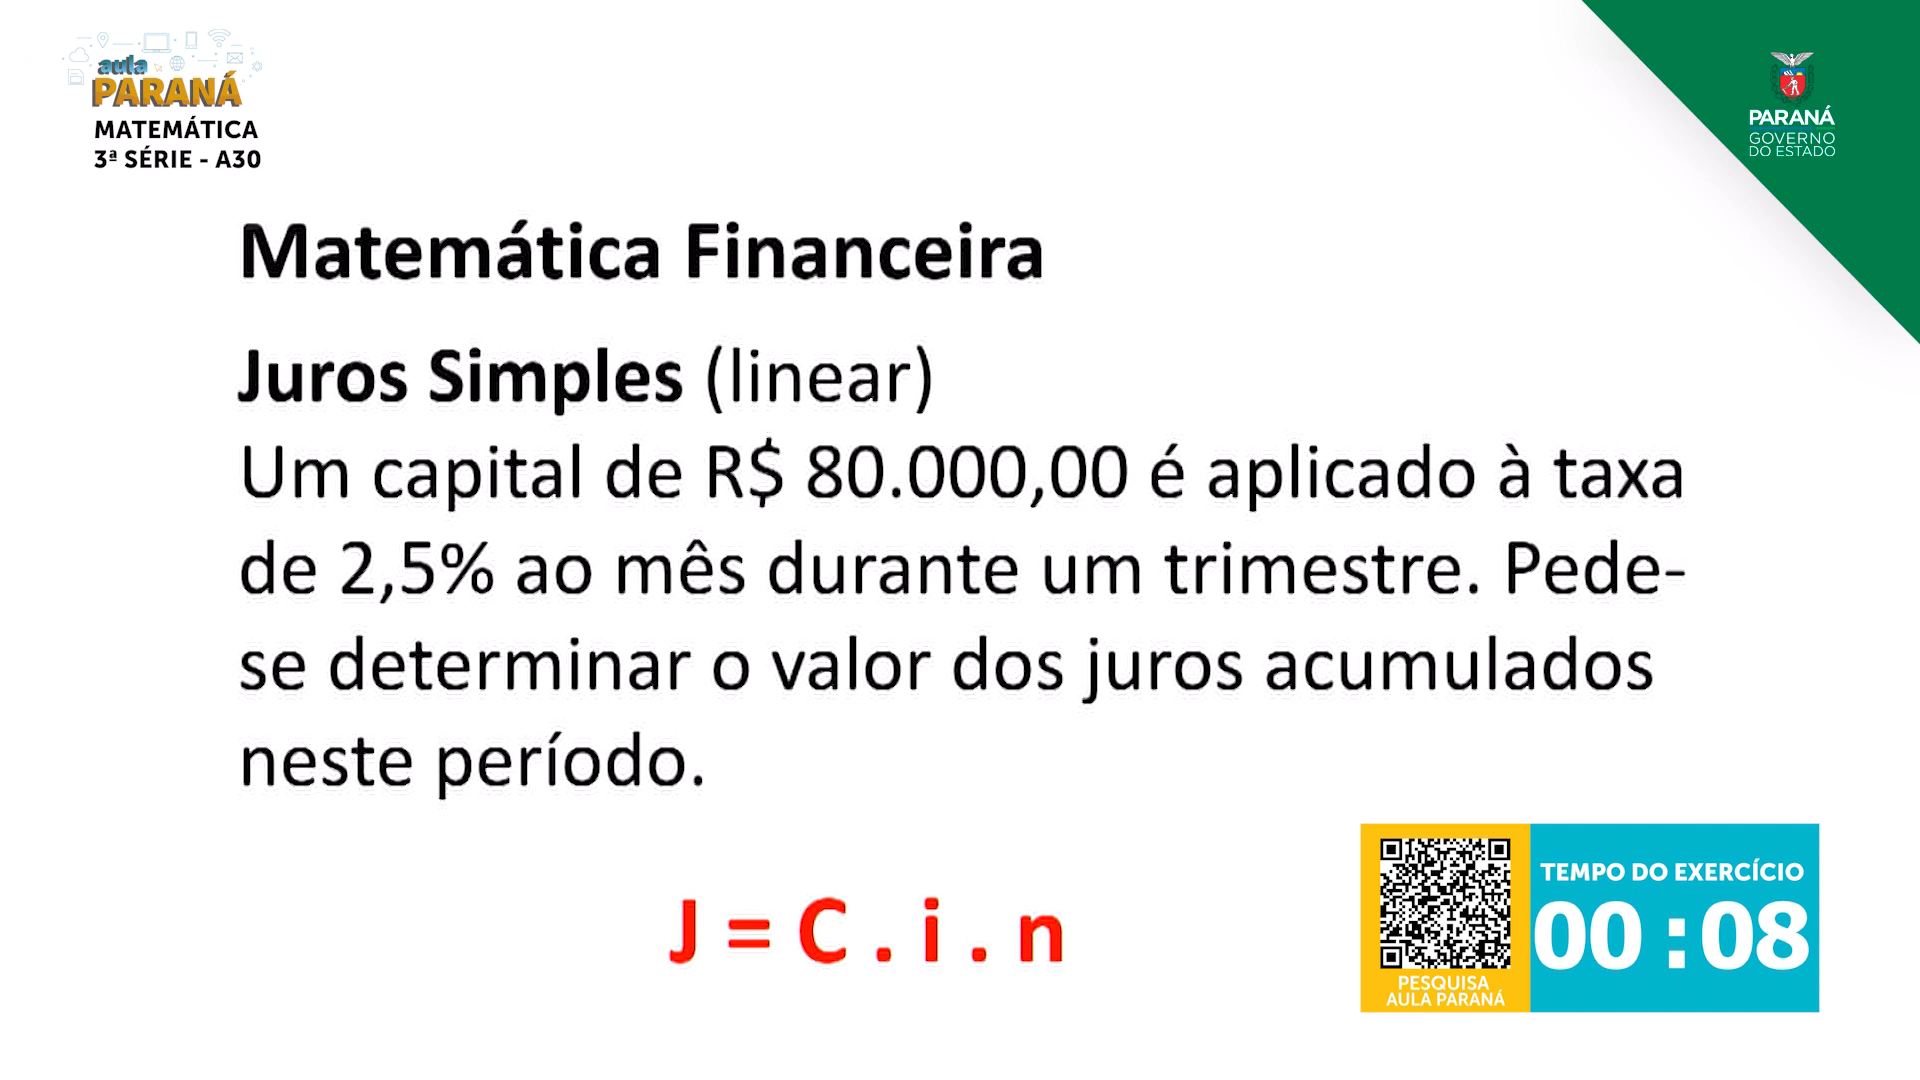 aula
PARANÁ
MATEMÁTICA
3ª SÉRIE - A30
PARANÁ
GOVERNO
DO ESTADO
Matemática Financeira
Juros Simples (linear)
Um capital de R$ 80.000,00 é aplicado à taxa
de 2,5% ao mês durante um trimestre. Pede-
se determinar o valor dos juros acumulados
neste período.
J = C . i . n
PESQUISA
AULA PARANÁ
TEMPO DO EXERCÍCIO
00 : 08